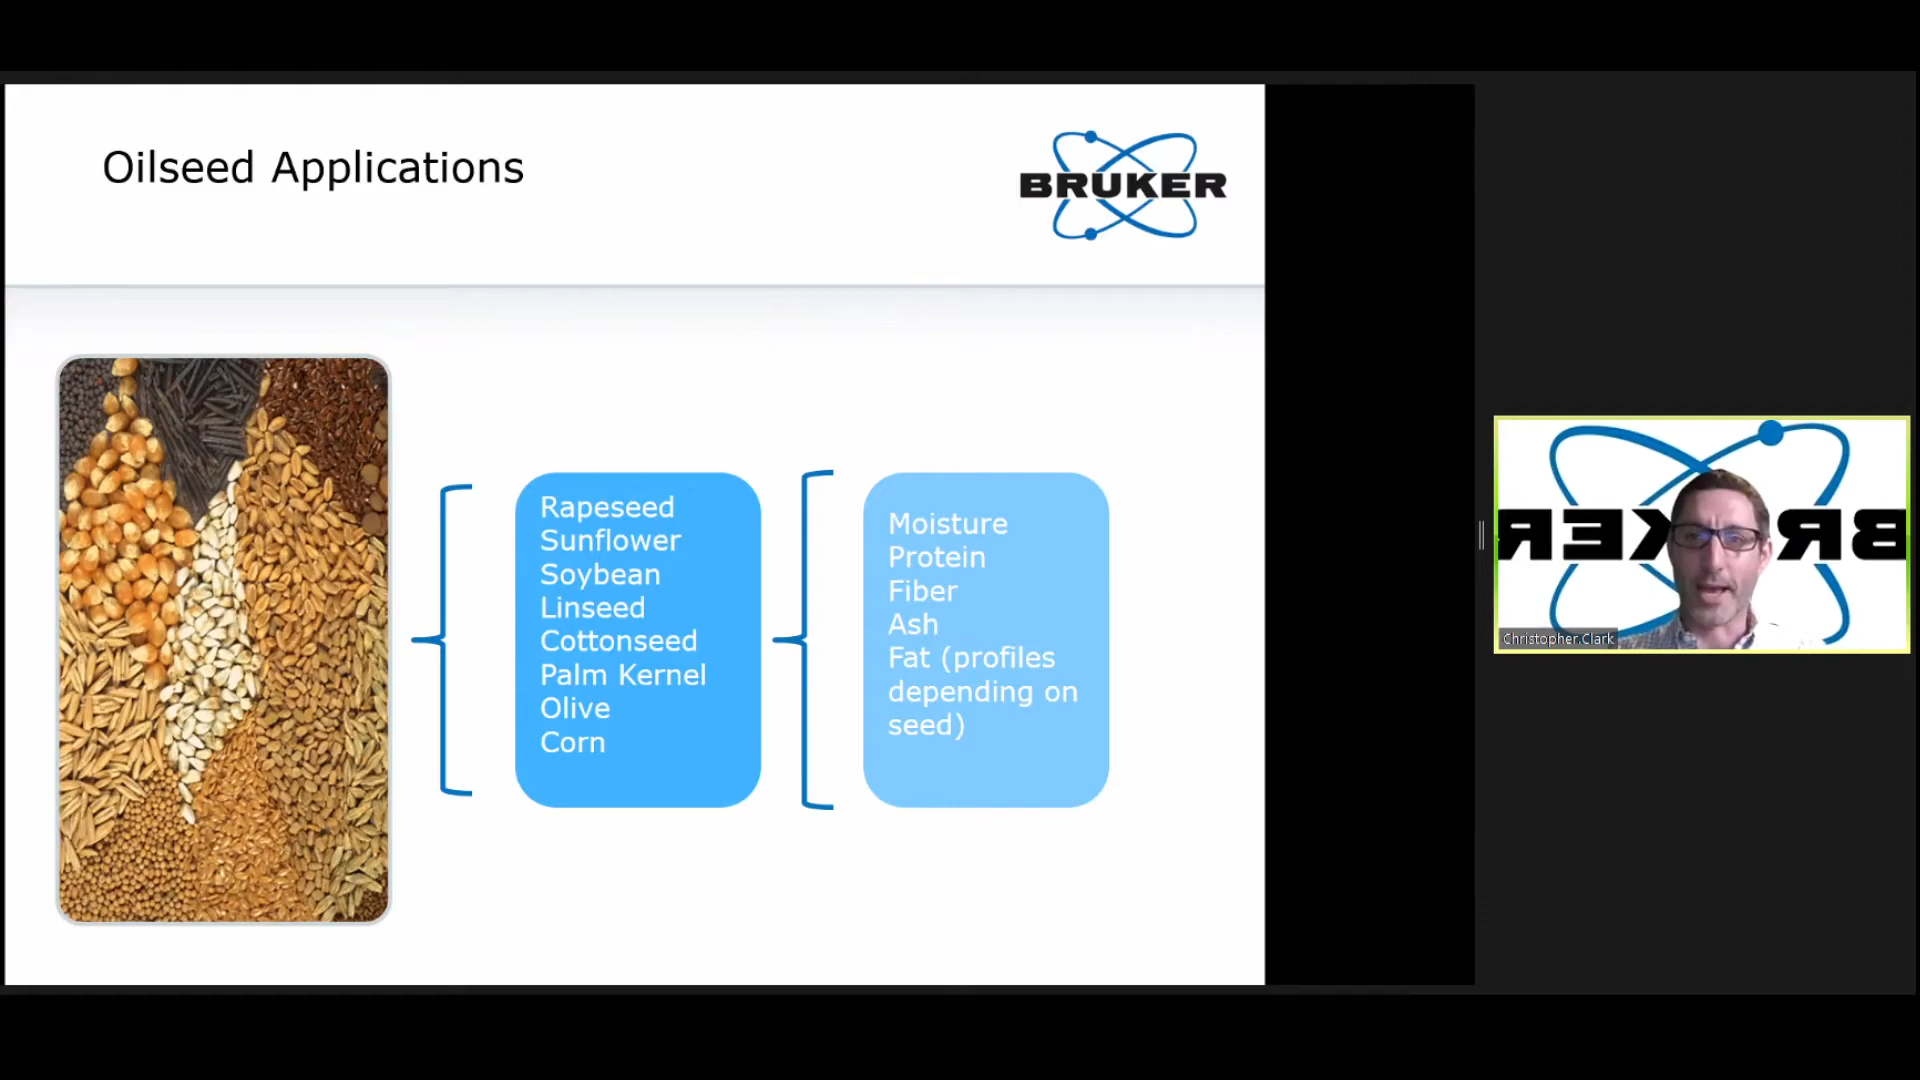 Oilseed Applications
BRUKER
Rapeseed
Sunflower
Soybean
Linseed
Cottonseed
Palm Kernel
Olive
Corn
Moisture
Protein
Fiber
Ash
Fat (profiles
depending on
seed)
BRUKER
Christopher.Clark